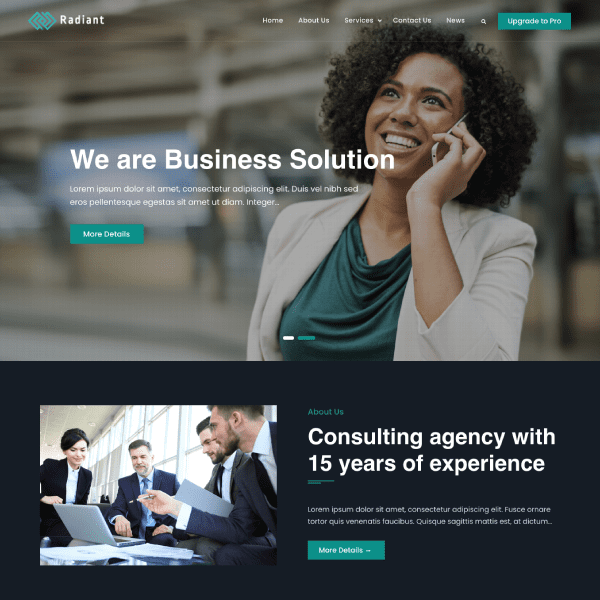 Radiant
Home About Us Services Contact Us News Upgrade to Pro
We are Business Solution
Lorem ipsum dolor sit amet, consectetur adipiscing elit. Duis vel nibh sed
eros pellentesque egestas sit amet ut diam. Integer...
More Details
About Us
Consulting agency with
15 years of experience
Lorem ipsum dolor sit amet, consectetur adipiscing elit. Fusce ornare
tortor quis venenatis faucibus. Quisque sagittis mattis est, at dictum...
More Details →